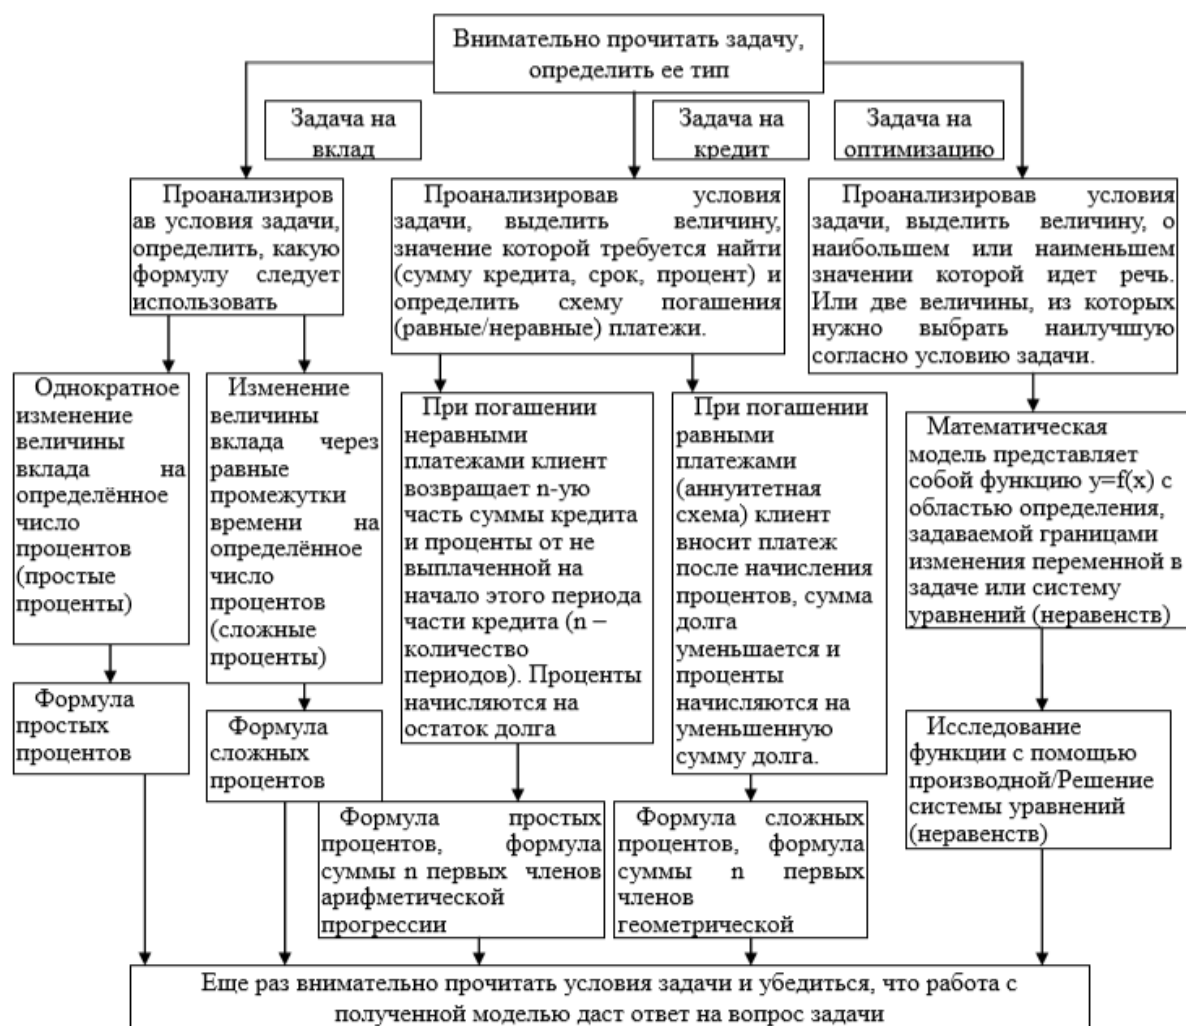 Внимательно прочитать задачу,
определить ее тип
Задача на
вклад
Задача на
кредит
Задача на
оптимизацию
Проанализиров
ав условия задачи,
определить, какую
формулу следует
использовать
Проанализировав условия
задачи, выделить величину,
значение которой требуется найти
(сумму кредита, срок, процент) и
определить схему погашения
(равные/неравные) платежи.
Проанализировав условия
задачи, выделить величину, о
наибольшем или наименьшем
значении которой идет речь.
Или две величины, из которых
нужно выбрать наилучшую
согласно условию задачи.
Однократное
изменение
величины
вклада на
определённое
число
процентов
(простые
проценты)
Изменение
величины
вклада через
равные
промежутки
времени на
определённое
число
процентов
(сложные
проценты)
При погашении
неравными
платежами клиент
возвращает n-ую
часть суммы кредита
и проценты от не
выплаченной на
начало этого периода
части кредита (n –
количество
периодов). Проценты
начисляются на
остаток долга
При погашении
равными
платежами
(аннуитетная
схема) клиент
вносит платеж
после начисления
процентов, сумма
долга
уменьшается и
проценты
начисляются на
уменьшенную
сумму долга.
Математическая
модель представляет
собой функцию y=f(x) с
областью определения,
задаваемой границами
изменения переменной в
задаче или систему
уравнений (неравенств)
Формула
простых
процентов
Формула
сложных
процентов
Формула простых
процентов, формула
суммы n первых членов
арифметической
прогрессии
Формула сложных
процентов, формула
суммы n первых
членов
геометрической
Исследование
функции с помощью
производной/Решение
системы уравнений
(неравенств)
Еще раз внимательно прочитать условия задачи и убедиться, что работа с
полученной моделью даст ответ на вопрос задачи